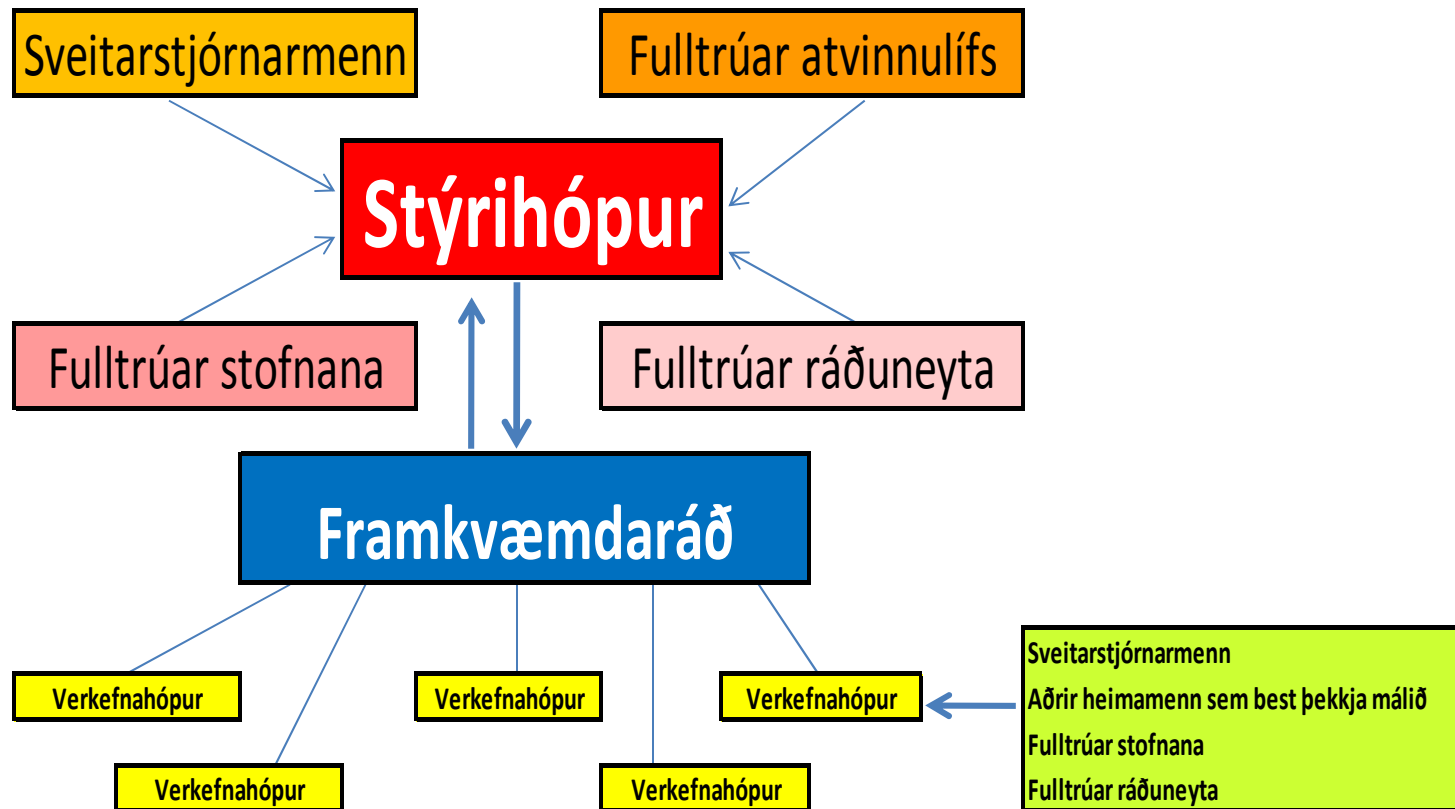 Sveitarstjórnarmenn
Fulltrúar atvinnulífs
Stýrihópur
Fulltrúar stofnana
Fulltrúar ráðuneyta
Framkvæmdaráð
Verkefnahópur
Verkefnahópur
Verkefnahópur
Verkefnahópur
Verkefnahópur
Sveitarstjórnarmenn
Aðrir heimamenn sem best þekkja málið
Fulltrúar stofnana
Fulltrúar ráðuneyta